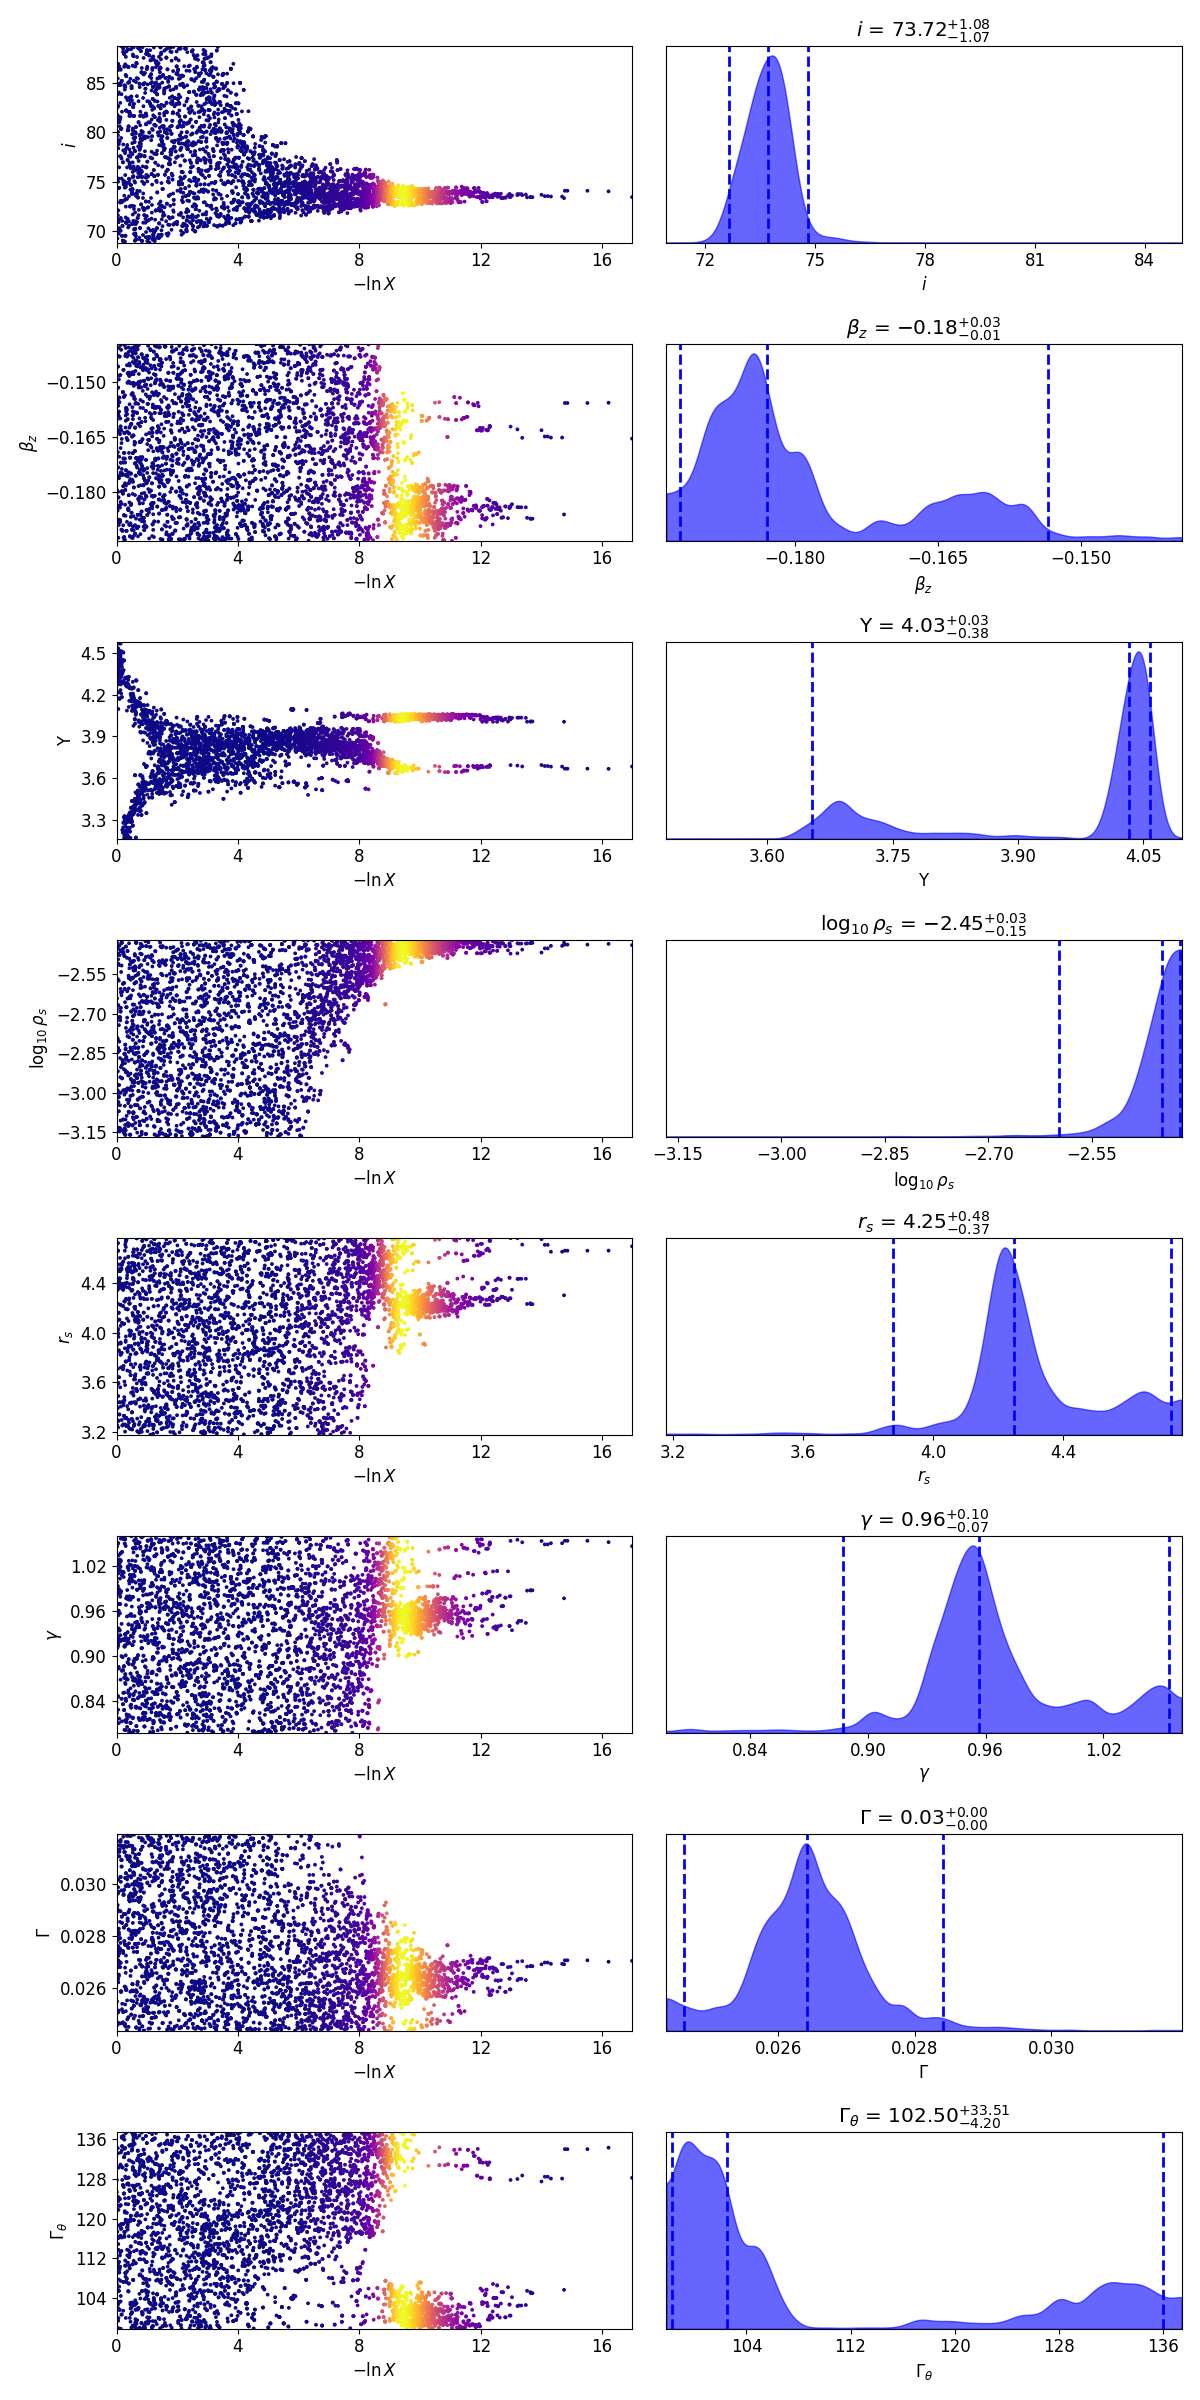 i = 73.72 +1.08 −1.07
i
85
80
75
70
0 4 8 12 16
−ln X
72 75 78 81 84
i
β_z = −0.18 +0.03 −0.01
β_z
−0.150
−0.165
−0.180
0 4 8 12 16
−ln X
−0.180 −0.165 −0.150
β_z
Υ = 4.03 +0.03 −0.38
Υ
4.5
4.2
3.9
3.6
3.3
0 4 8 12 16
−ln X
3.60 3.75 3.90 4.05
Υ
log₁₀ ρ_s = −2.45 +0.03 −0.15
log₁₀ ρ_s
−2.55
−2.70
−2.85
−3.00
−3.15
0 4 8 12 16
−ln X
−3.15 −3.00 −2.85 −2.70 −2.55
log₁₀ ρ_s
r_s = 4.25 +0.48 −0.37
r_s
4.4
4.0
3.6
3.2
0 4 8 12 16
−ln X
3.2 3.6 4.0 4.4
r_s
γ = 0.96 +0.10 −0.07
γ
1.02
0.96
0.90
0.84
0 4 8 12 16
−ln X
0.84 0.90 0.96 1.02
γ
Γ = 0.03 +0.00 −0.00
Γ
0.030
0.028
0.026
0 4 8 12 16
−ln X
0.026 0.028 0.030
Γ
Γ_θ = 102.50 +33.51 −4.20
Γ_θ
136
128
120
112
104
0 4 8 12 16
−ln X
104 112 120 128 136
Γ_θ